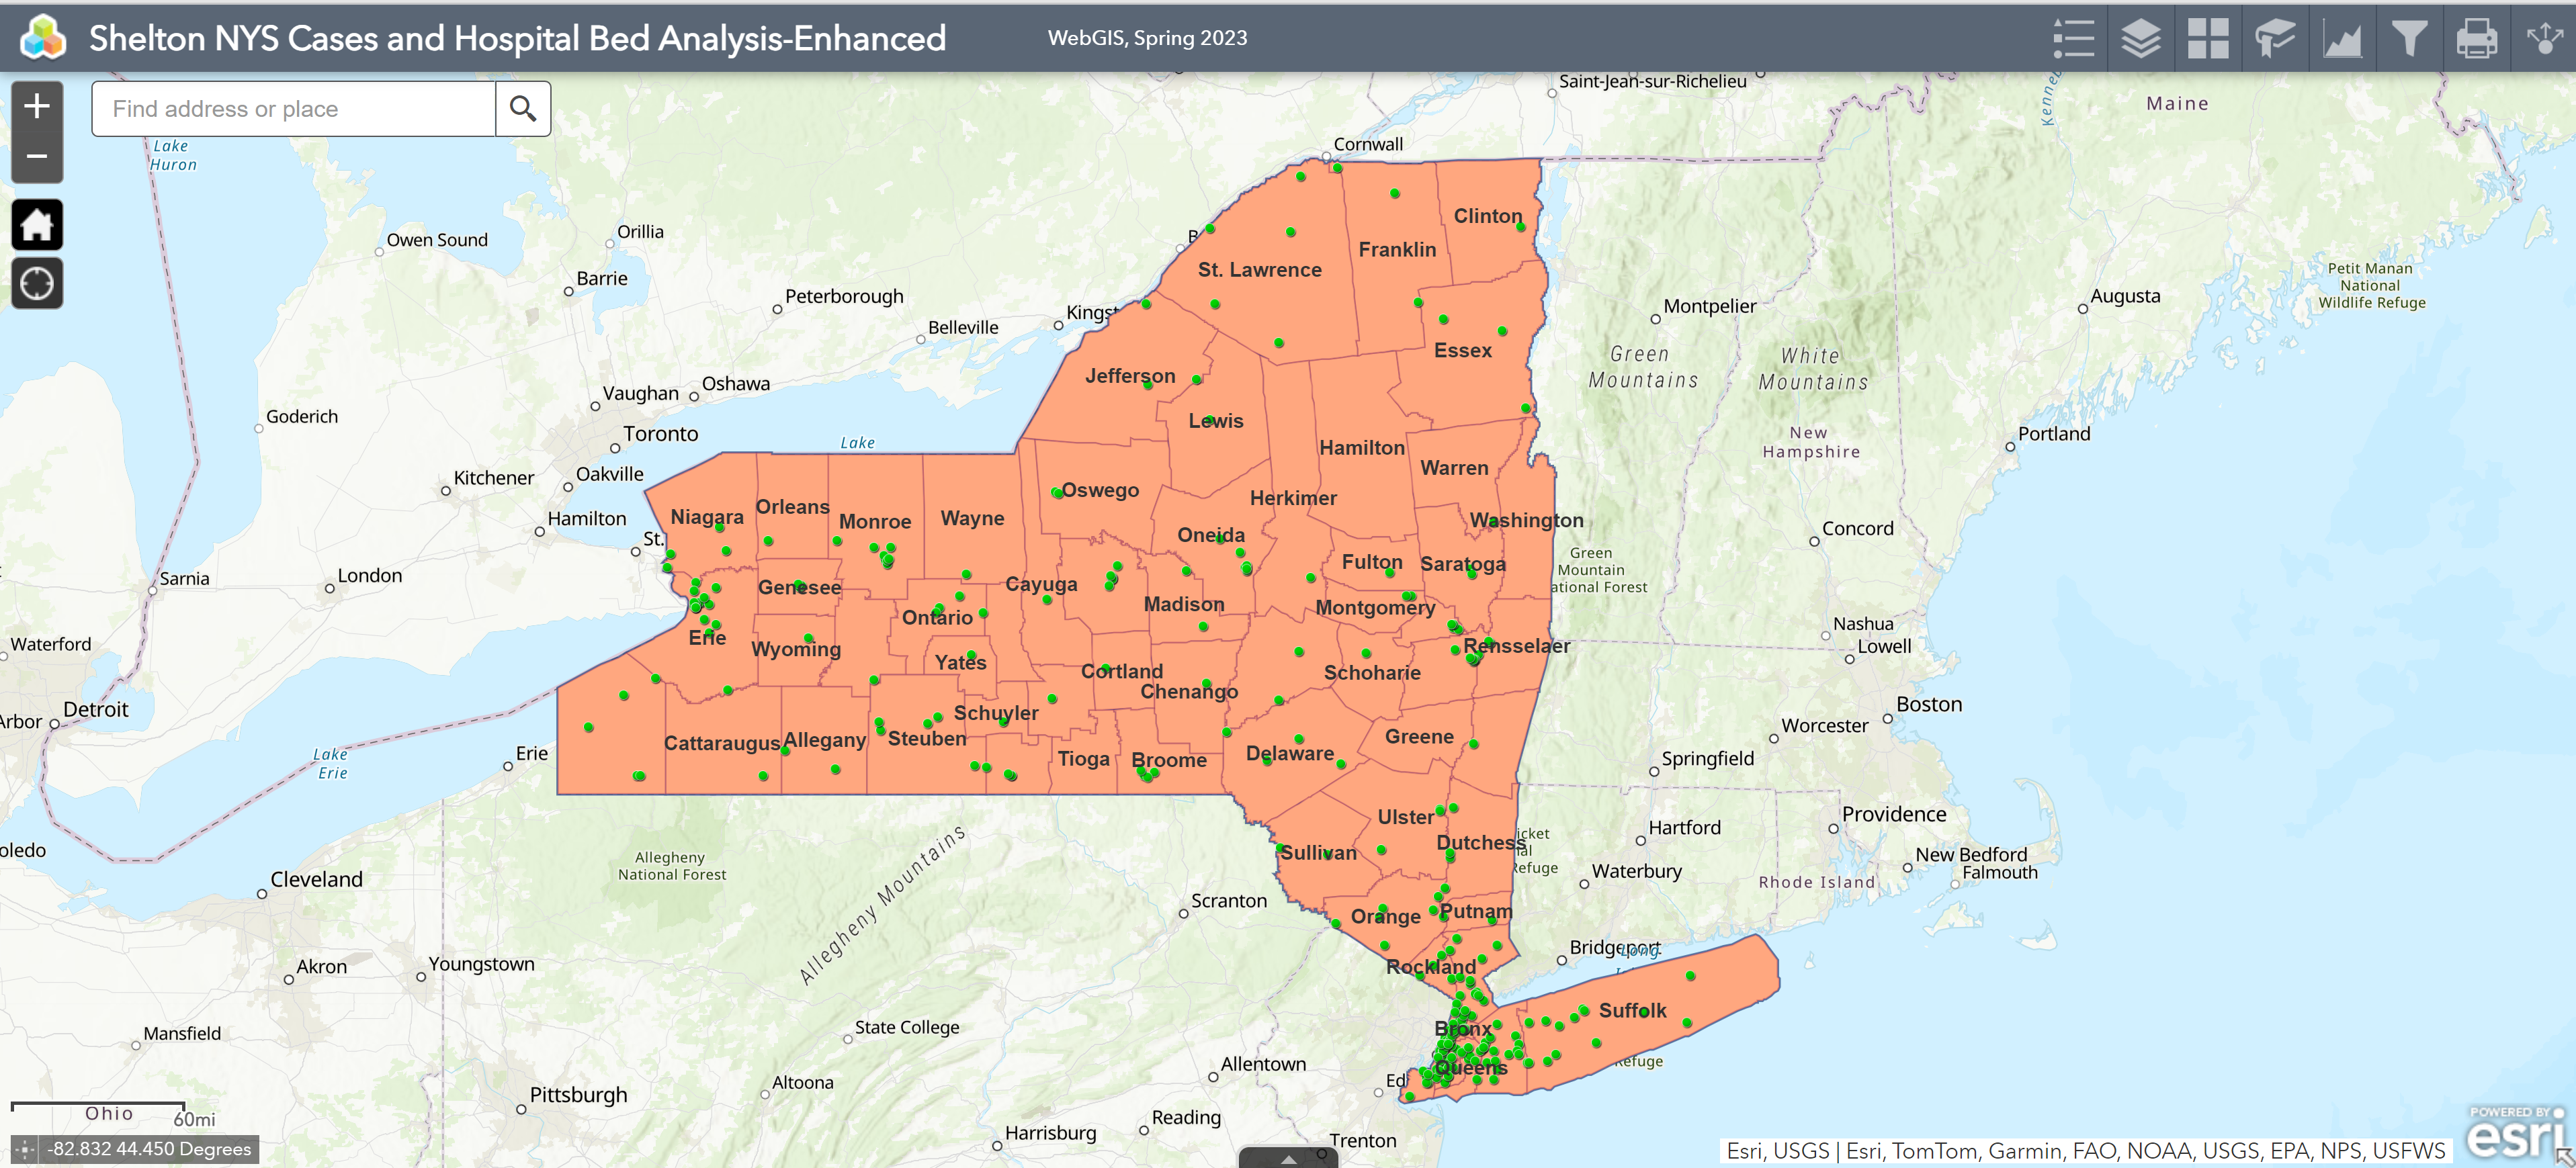 Shelton NYS Cases and Hospital Bed Analysis-Enhanced
WebGIS, Spring 2023
+
−
Find address or place
Saint-Jean-sur-Richelieu
Maine
Cornwall
Lake
Huron
Owen Sound
Orillia
Barrie
Peterborough
Belleville
Kingst
B
Clinton
Franklin
St. Lawrence
Montpelier
Augusta
Petit Manan
National
Wildlife Refuge
Green
Mountains
White
Mountains
Essex
Jefferson
Lewis
Vaughan
Oshawa
Goderich
Toronto
Lake
Hamilton
Warren
New
Hampshire
Portland
Kitchener
Oakville
Hamilton
St.
Oswego
Herkimer
Niagara
Orleans
Monroe
Wayne
Oneida
Washington
Concord
Fulton
Saratoga
Green
Mountain
ational Forest
Sarnia
London
Genesee
Cayuga
Madison
Montgomery
Ontario
Erie
Wyoming
Yates
Cortland
Chenango
Schoharie
Rensselaer
Nashua
Lowell
Waterford
Arbor
Detroit
Boston
Worcester
Schuyler
Steuben
Cattaraugus
Allegany
Tioga
Broome
Delaware
Greene
Springfield
Lake
Erie
Erie
Ulster
Dutchess
Hartford
Providence
oledo
Allegheny
National Forest
Sullivan
icket
al
Refuge
Waterbury
Rhode Island
New Bedford
Falmouth
Cleveland
Allegheny Mountains
Scranton
Orange
Putnam
Bridgeport
Long
Akron
Youngstown
Rockland
Suffolk
Mansfield
State College
Bronx
Queens
Refuge
Allentown
Ed
Altoona
Pittsburgh
Ohio
60mi
Reading
Harrisburg
Trenton
-82.832 44.450 Degrees
Esri, USGS | Esri, TomTom, Garmin, FAO, NOAA, USGS, EPA, NPS, USFWS
POWERED BY
esri